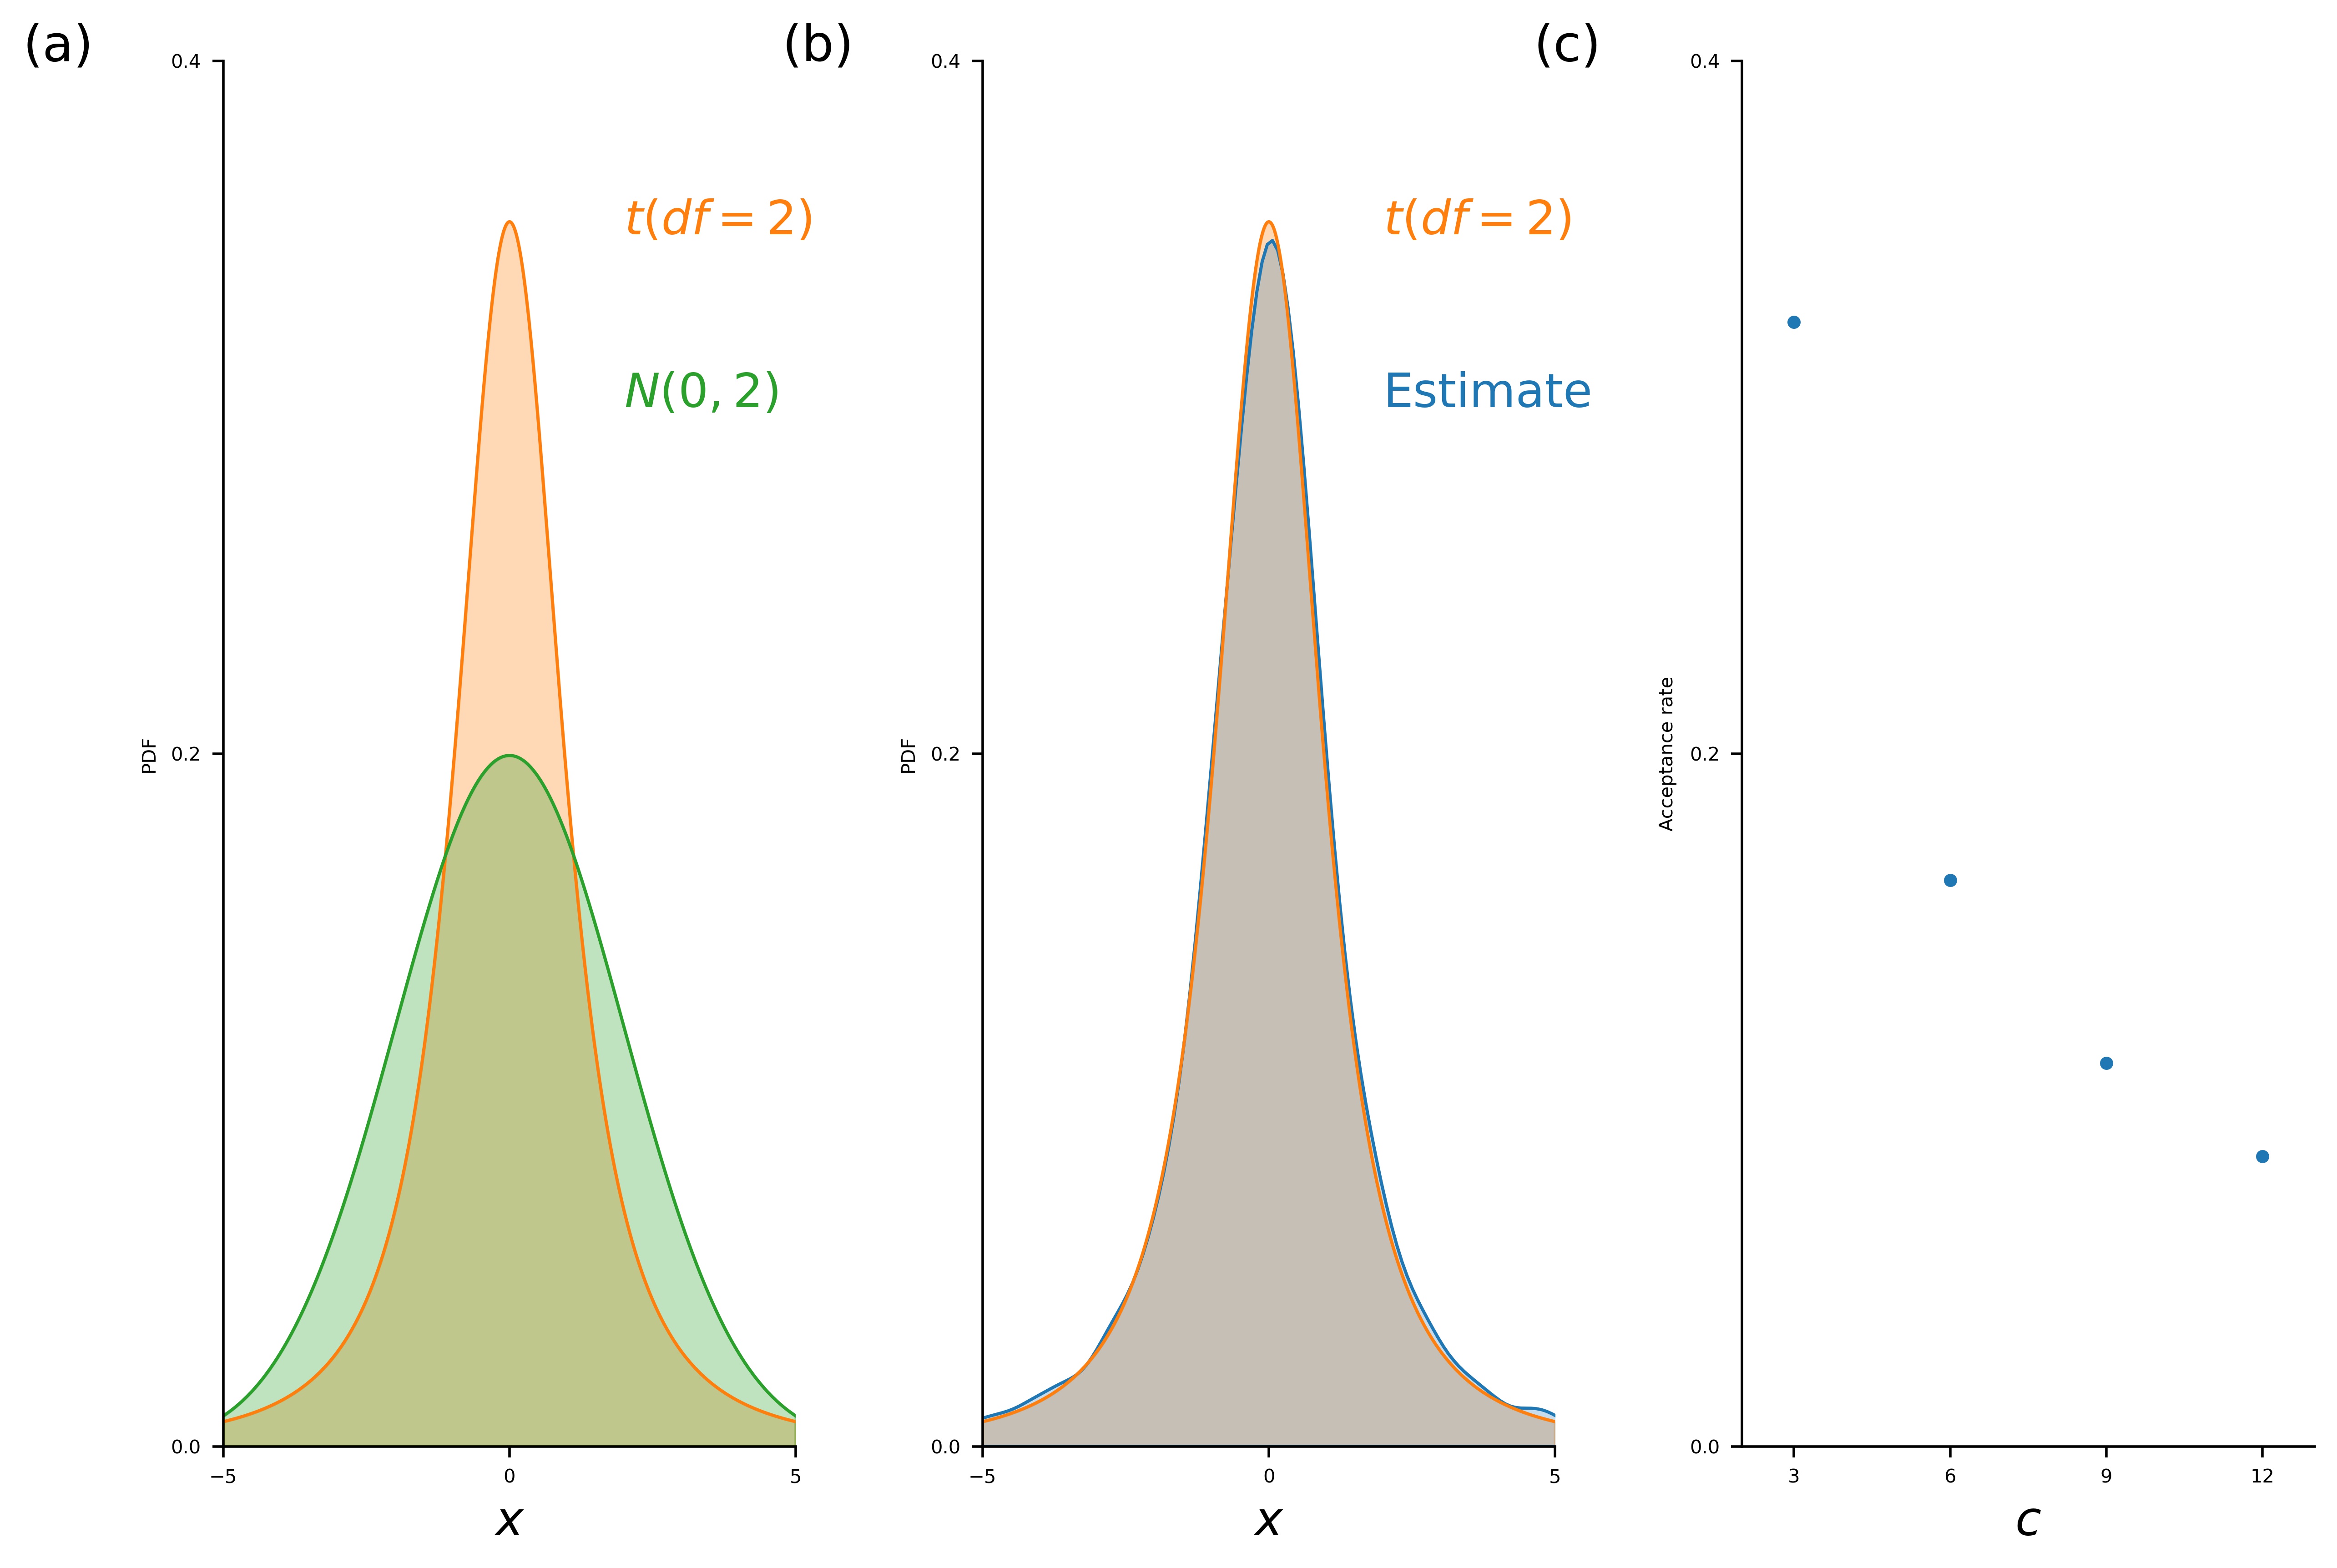 (a)
0.4
0.2
0.0
PDF
t(df = 2)
N(0, 2)
−5
0
5
x
(b)
0.4
0.2
0.0
PDF
t(df = 2)
Estimate
−5
0
5
x
(c)
0.4
0.2
0.0
Acceptance rate
3
6
9
12
c